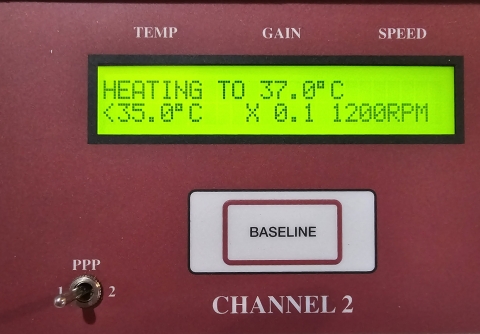 TEMP GAIN SPEED
HEATING TO 37.0°C
<35.0°C X 0.1 1200RPM
BASELINE
PPP
1 2
CHANNEL 2